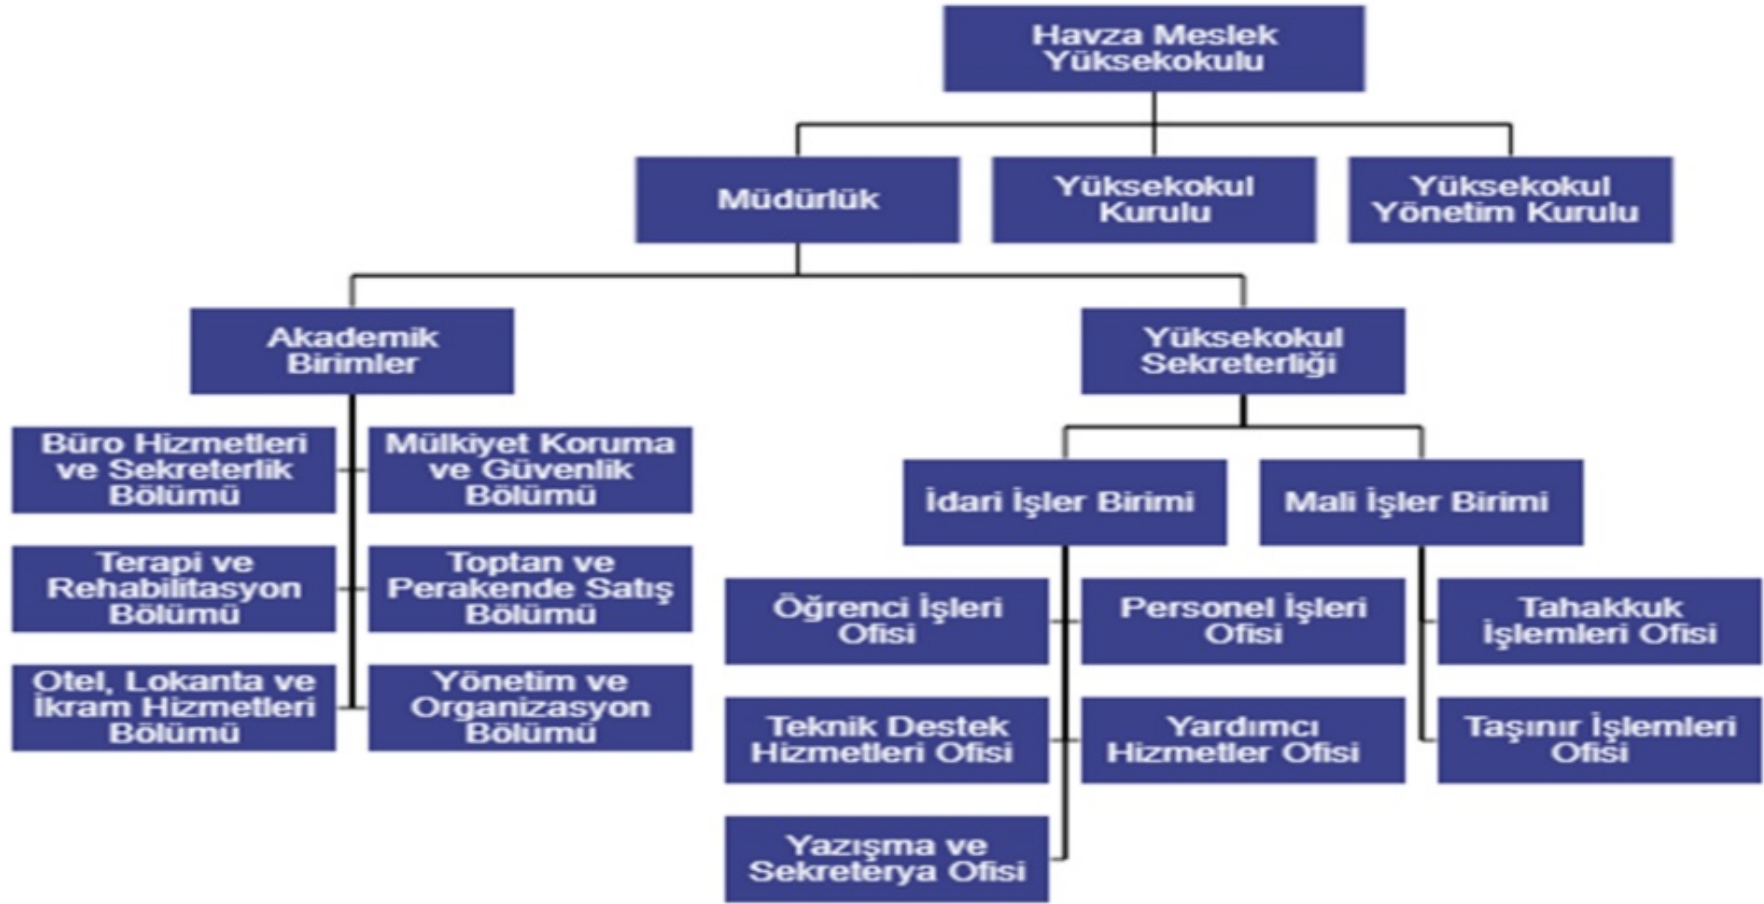 Havza Meslek
Yüksekokulu
Müdürlük
Yüksekokul
Kurulu
Yüksekokul
Yönetim Kurulu
Akademik
Birimler
Yüksekokul
Sekreterliği
Büro Hizmetleri
ve Sekreterlik
Bölümü
Mülkiyet Koruma
ve Güvenlik
Bölümü
Terapi ve
Rehabilitasyon
Bölümü
Toptan ve
Perakende Satış
Bölümü
Otel, Lokanta ve
İkram Hizmetleri
Bölümü
Yönetim ve
Organizasyon
Bölümü
İdari İşler Birimi
Mali İşler Birimi
Öğrenci İşleri
Ofisi
Personel İşleri
Ofisi
Tahakkuk
İşlemleri Ofisi
Teknik Destek
Hizmetleri Ofisi
Yardımcı
Hizmetler Ofisi
Taşınır İşlemleri
Ofisi
Yazışma ve
Sekreterya Ofisi